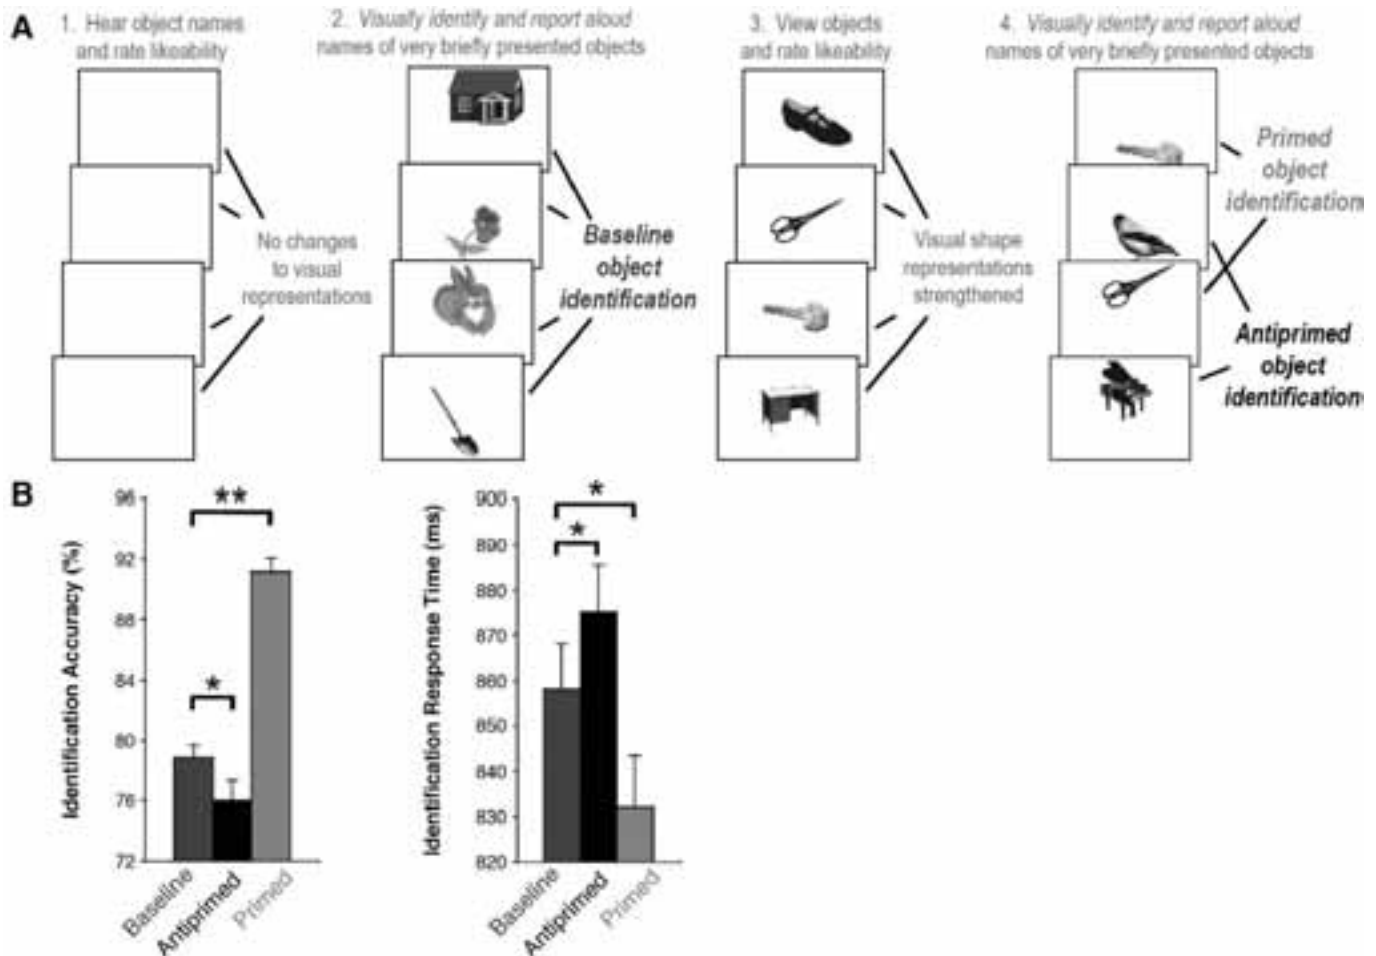 A
1. Hear object names
and rate likeability
2. Visually identify and report aloud
names of very briefly presented objects
3. View objects
and rate likeability
4. Visually identify and report aloud
names of very briefly presented objects
No changes
to visual
representations
Baseline
object
identification
Visual shape
representations
strengthened
Primed
object
identification
Antiprimed
object
identification
B
Identification Accuracy (%)
96
92
88
84
80
76
72
**
*
Baseline
Antiprimed
Primed
Identification Response Time (ms)
900
890
880
870
860
850
840
830
820
*
*
Baseline
Antiprimed
Primed